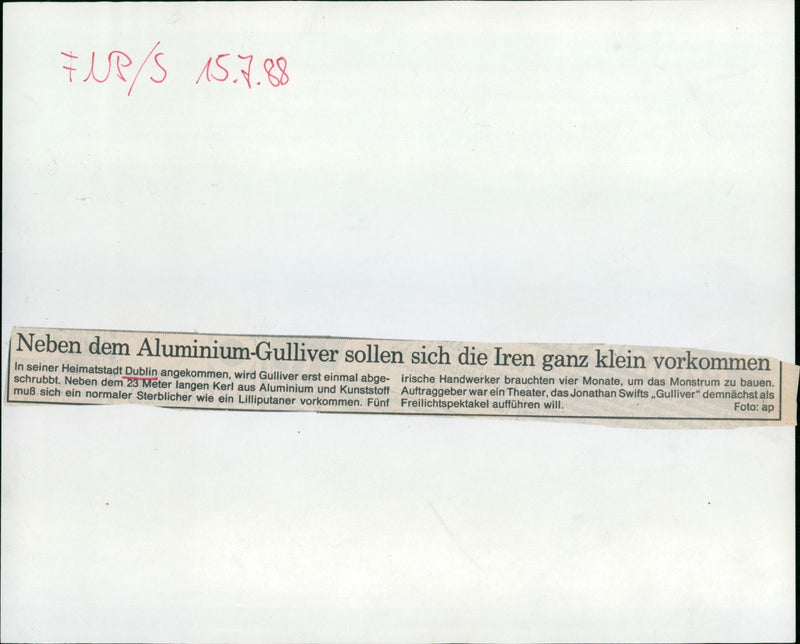 FNP/S 15.7.88
Neben dem Aluminium-Gulliver sollen sich die Iren ganz klein vorkommen
In seiner Heimatstadt Dublin angekommen, wird Gulliver erst einmal abge-
schrubbt. Neben dem 23 Meter langen Kerl aus Aluminium und Kunststoff
muß sich ein normaler Sterblicher wie ein Lilliputaner vorkommen. Fünf
irische Handwerker brauchten vier Monate, um das Monstrum zu bauen.
Auftraggeber war ein Theater, das Jonathan Swifts „Gulliver" demnächst als
Freilichtspektakel aufführen will.
Foto: ap